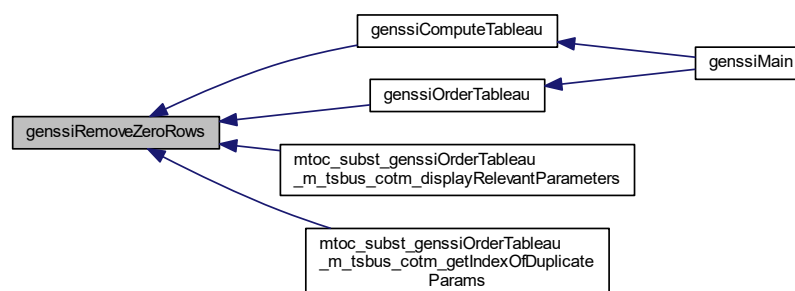 genssiComputeTableau
genssiMain
genssiOrderTableau
genssiRemoveZeroRows
mtoc_subst_genssiOrderTableau
_m_tsbus_cotm_displayRelevantParameters
mtoc_subst_genssiOrderTableau
_m_tsbus_cotm_getIndexOfDuplicate
Params